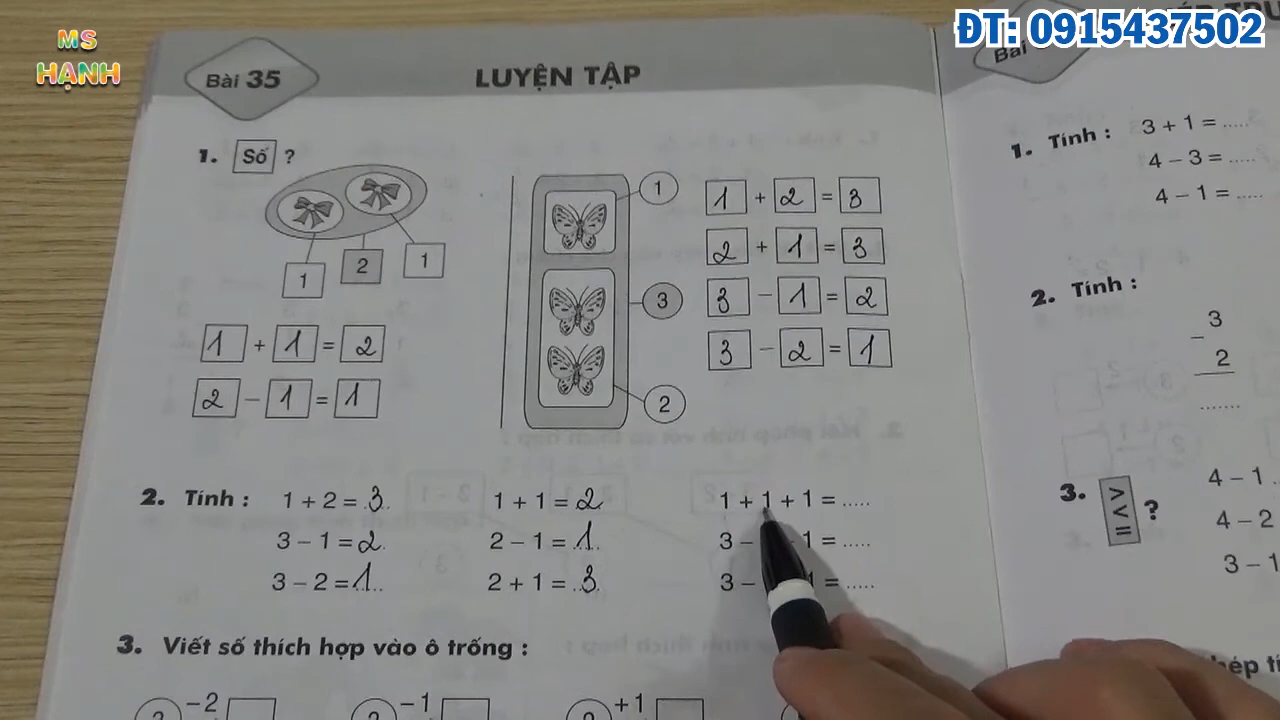 MS
HẠNH
ĐT: 0915437502
Bài 35
LUYỆN TẬP
1. Số ?
1
2
1
1 + 1 = 2
2 – 1 = 1
1
3
2
1 + 2 = 3
2 + 1 = 3
3 – 1 = 2
3 – 2 = 1
2. Tính :
1 + 2 = 3
1 + 1 = 2
1 + 1 + 1 = .....
3 – 1 = 2
2 – 1 = 1
3 – 1 = .....
3 – 2 = 1
2 + 1 = 3
3 – 1 = .....
3. Viết số thích hợp vào ô trống :
–2
–1
+1
Bài
1. Tính :
3 + 1 = .....
4 – 3 = .....
4 – 1 = .....
2. Tính :
3
–
2
.......
3. > < = ?
4 – 1
4 – 2
3 – 1